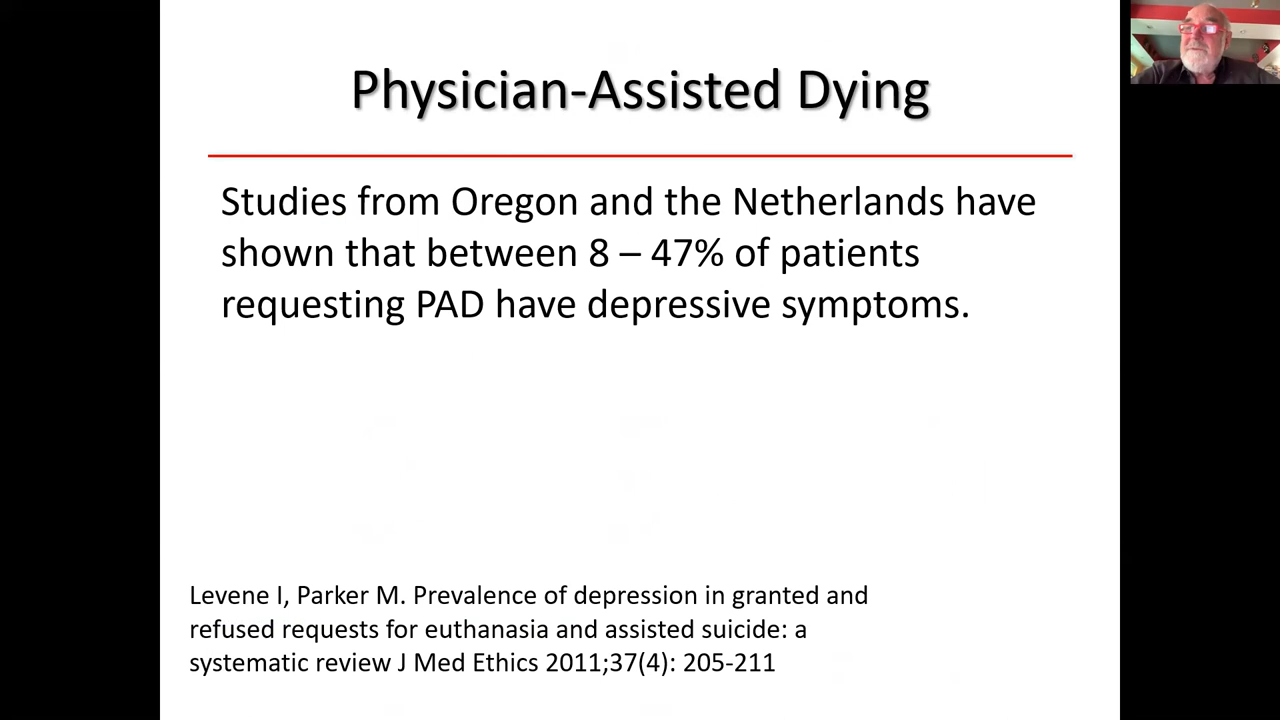 Physician-Assisted Dying
Studies from Oregon and the Netherlands have
shown that between 8 – 47% of patients
requesting PAD have depressive symptoms.
Levene I, Parker M. Prevalence of depression in granted and
refused requests for euthanasia and assisted suicide: a
systematic review J Med Ethics 2011;37(4): 205-211